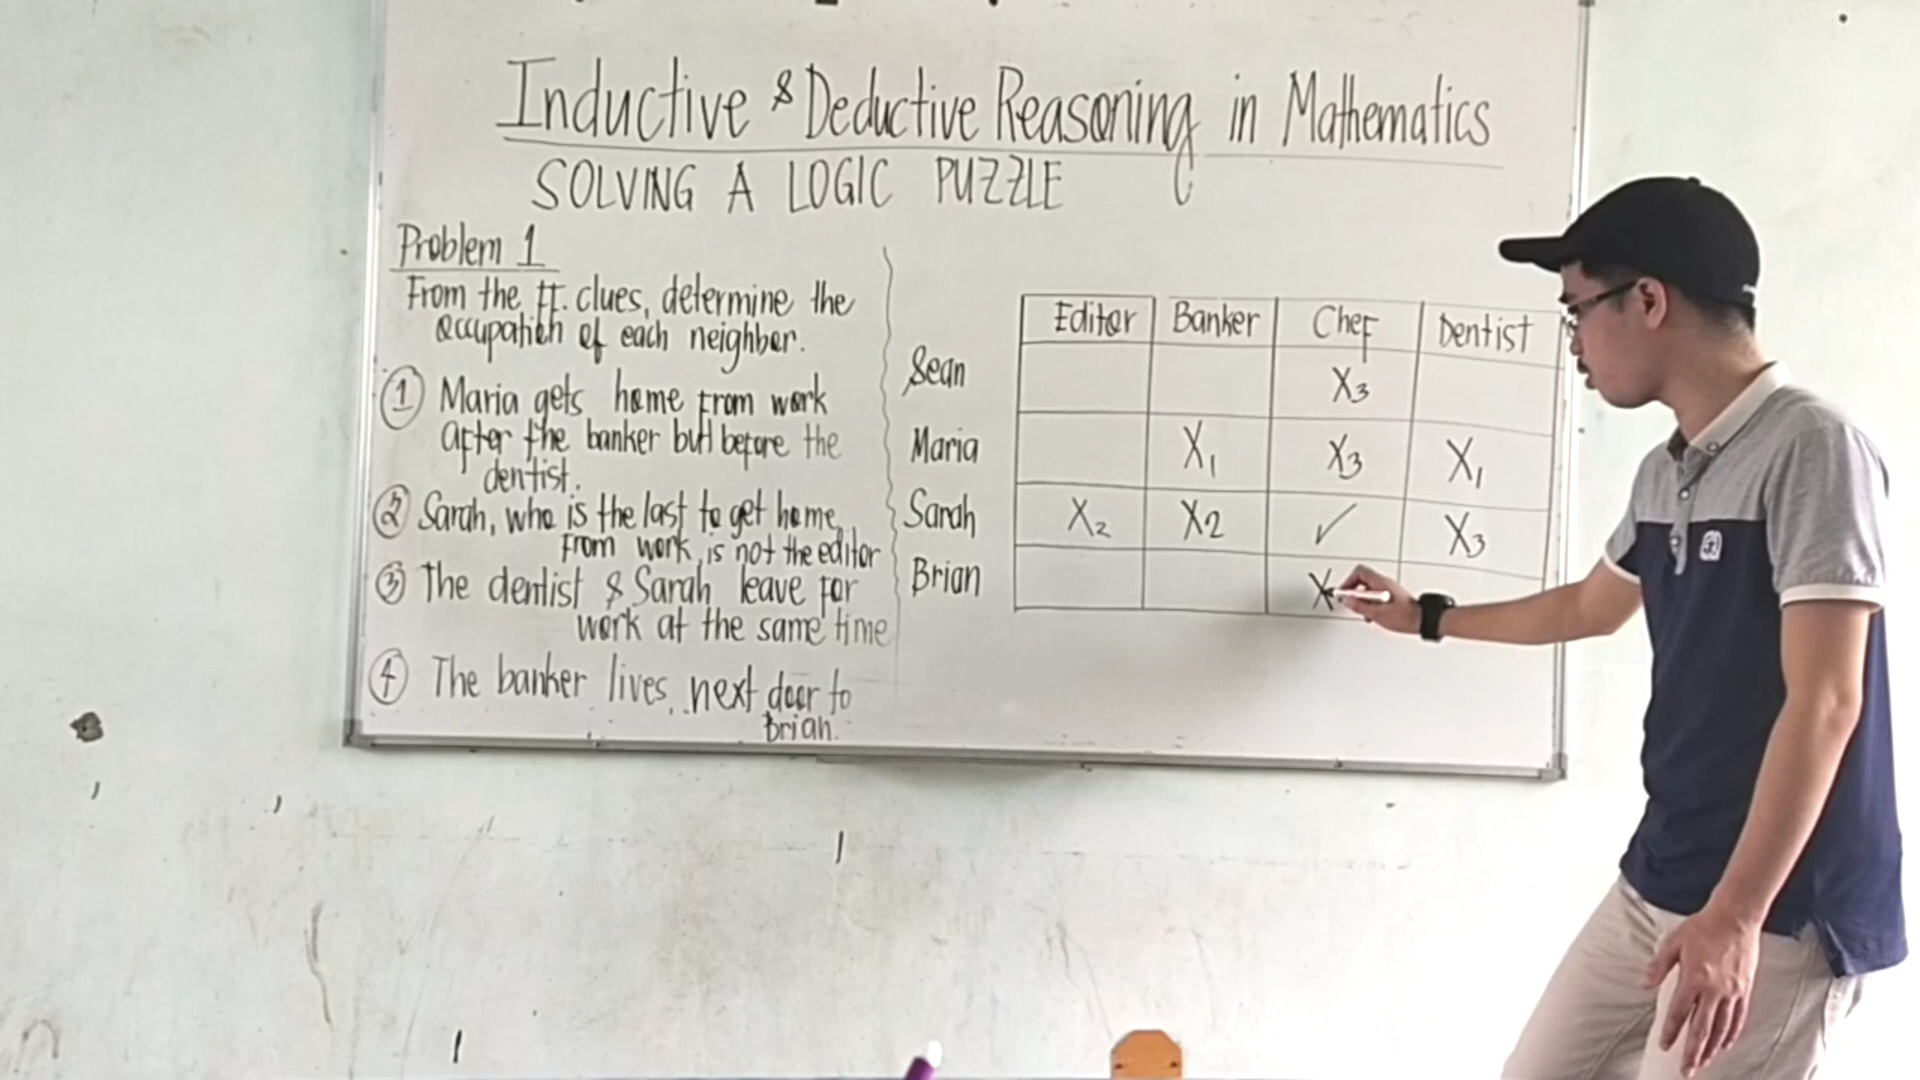 Inductive & Deductive Reasoning in Mathematics
SOLVING A LOGIC PUZZLE
Problem 1
From the ff. clues, determine the
occupation of each neighbor.
1 Maria gets home from work
after the banker but before the
dentist.
2 Sarah, who is the last to get home
from work, is not the editor
3 The dentist & Sarah leave for
work at the same time
4 The banker lives next door to
Brian.
Editor Banker Chef Dentist
Sean X3
Maria X1 X3 X1
Sarah X2 X2 ✓ X3
Brian X